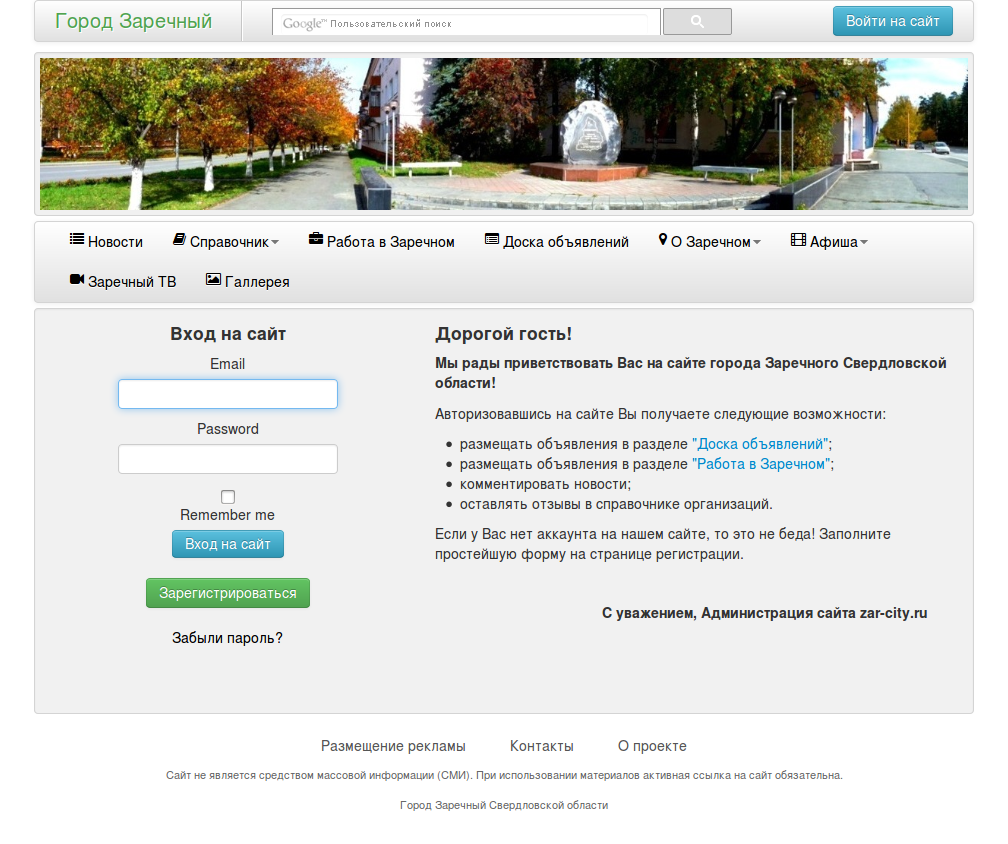 Город Заречный
Google™ Пользовательский поиск
Войти на сайт
Новости
Справочник
Работа в Заречном
Доска объявлений
О Заречном
Афиша
Заречный ТВ
Галлерея
Вход на сайт
Email
Password
Remember me
Вход на сайт
Зарегистрироваться
Забыли пароль?
Дорогой гость!
Мы рады приветствовать Вас на сайте города Заречного Свердловской
области!
Авторизовавшись на сайте Вы получаете следующие возможности:
размещать объявления в разделе "Доска объявлений";
размещать объявления в разделе "Работа в Заречном";
комментировать новости;
оставлять отзывы в справочнике организаций.
Если у Вас нет аккаунта на нашем сайте, то это не беда! Заполните
простейшую форму на странице регистрации.
С уважением, Администрация сайта zar-city.ru
Размещение рекламы
Контакты
О проекте
Сайт не является средством массовой информации (СМИ). При использовании материалов активная ссылка на сайт обязательна.
Город Заречный Свердловской области